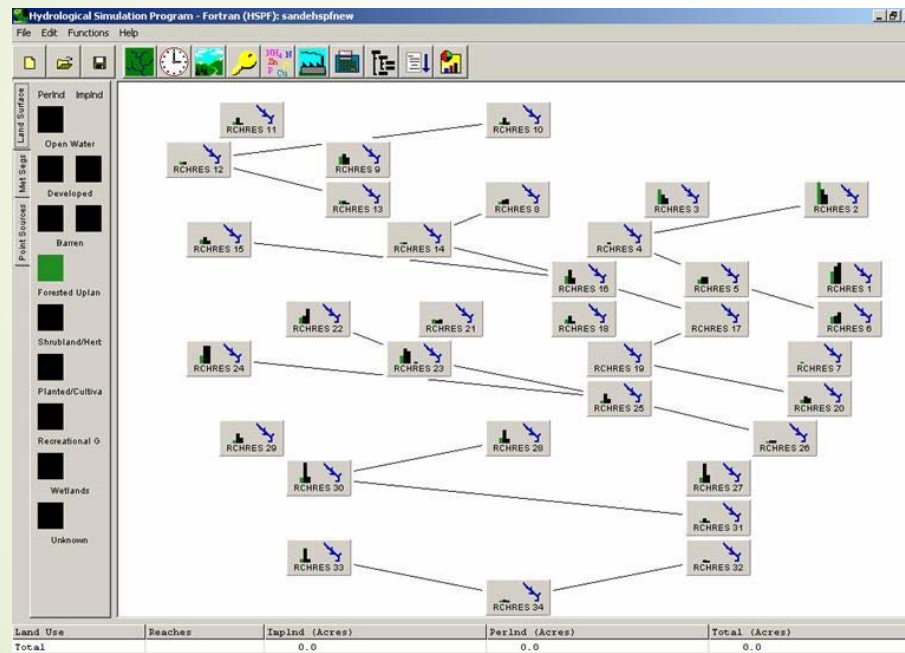 Hydrological Simulation Program - Fortran (HSPF): sandehspfnew
File Edit Functions Help
NH4 N
Zn
P Cu
Land Surface
Met Segs
Point Sources
PerInd ImpInd
Open Water
Developed
Barren
Forested Uplan
Shrubland/Herb
Planted/Cultiva
Recreational G
Wetlands
Unknown
RCHRES 11
RCHRES 10
RCHRES 12
RCHRES 9
RCHRES 13
RCHRES 8
RCHRES 3
RCHRES 2
RCHRES 15
RCHRES 14
RCHRES 4
RCHRES 16
RCHRES 5
RCHRES 1
RCHRES 22
RCHRES 21
RCHRES 18
RCHRES 17
RCHRES 6
RCHRES 24
RCHRES 23
RCHRES 19
RCHRES 7
RCHRES 25
RCHRES 20
RCHRES 29
RCHRES 28
RCHRES 26
RCHRES 30
RCHRES 27
RCHRES 31
RCHRES 33
RCHRES 32
RCHRES 34
Land Use Reaches ImpInd (Acres) PerInd (Acres) Total (Acres)
Total 0.0 0.0 0.0